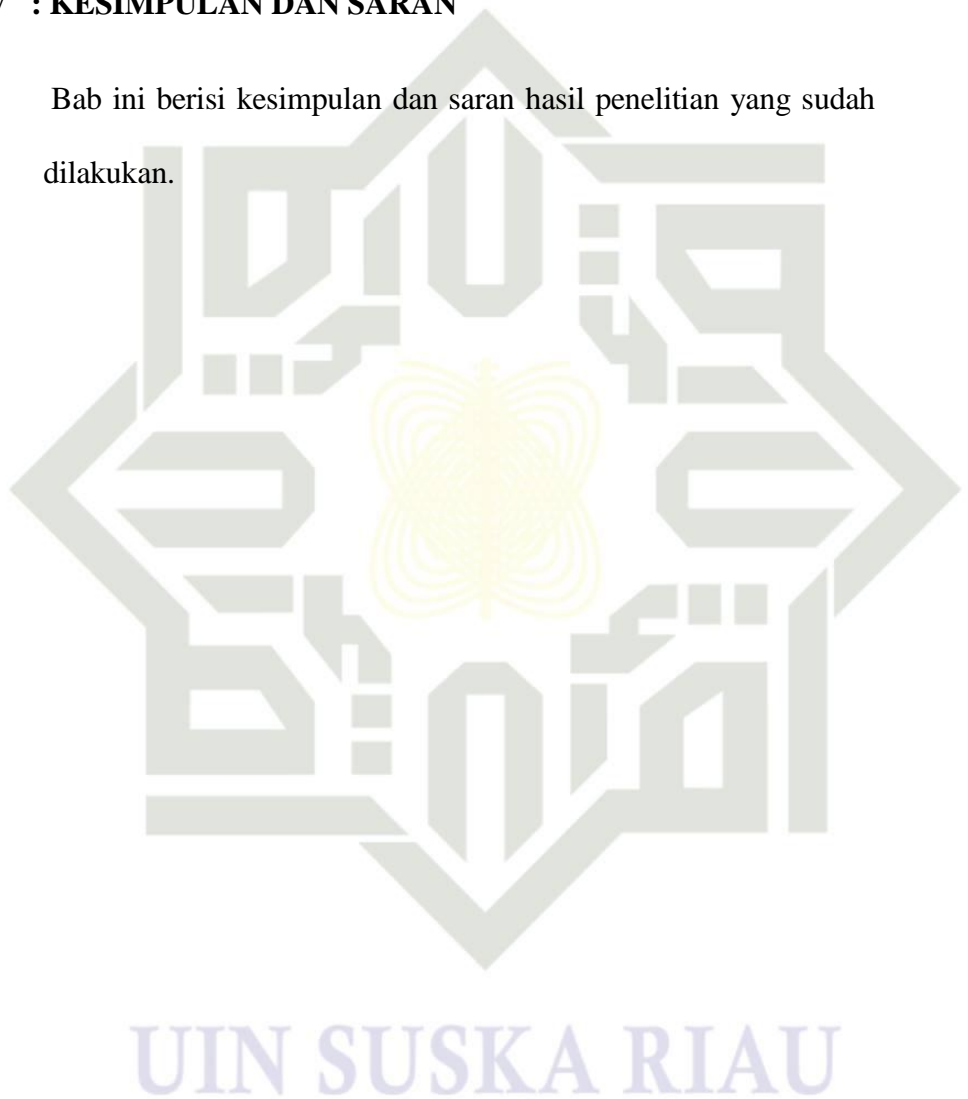 : KESIMPULAN DAN SARAN
Bab ini berisi kesimpulan dan saran hasil penelitian yang sudah
dilakukan.
UIN SUSKA RIAU